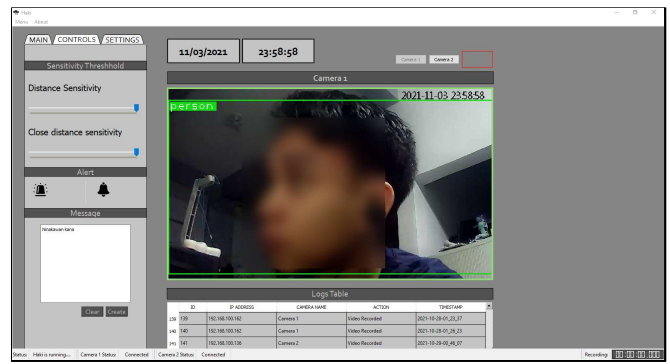 Haki
Menu About
MAIN CONTROLS SETTINGS
11/03/2021 23:58:58
Camera 1 Camera 2
Sensitivity Threshhold
Distance Sensitivity
Close distance sensitivity
Alert
Message
hinakawan kana
Clear Create
Camera 1
2021-11-03 23:58:58
person
Logs Table
ID IP ADDRESS CAMERA NAME ACTION TIMESTAMP
139 139 192.168.100.162 Camera 1 Video Recorded 2021-10-28-01_23_37
140 140 192.168.100.162 Camera 1 Video Recorded 2021-10-28-01_26_23
141 141 192.168.100.136 Camera 2 Video Recorded 2021-10-29-00_46_07
Status: Haki is running.... Camera 1 Status: Connected Camera 2 Status: Connected Recording: